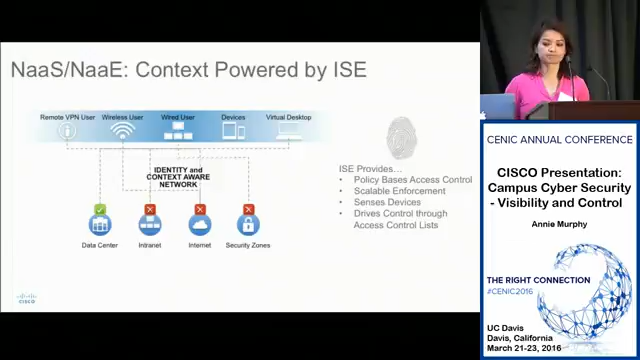 NaaS/NaaE: Context Powered by ISE
Remote VPN User
Wireless User
Wired User
Devices
Virtual Desktop
IDENTITY and
CONTEXT AWARE
NETWORK
Data Center
Intranet
Internet
Security Zones
ISE Provides…
• Policy Bases Access Control
• Scalable Enforcement
• Senses Devices
• Drives Control through
Access Control Lists
CISCO
CENIC ANNUAL CONFERENCE
CISCO Presentation:
Campus Cyber Security
- Visibility and Control
Annie Murphy
THE RIGHT CONNECTION
#CENIC2016
UC Davis
Davis, California
March 21-23, 2016